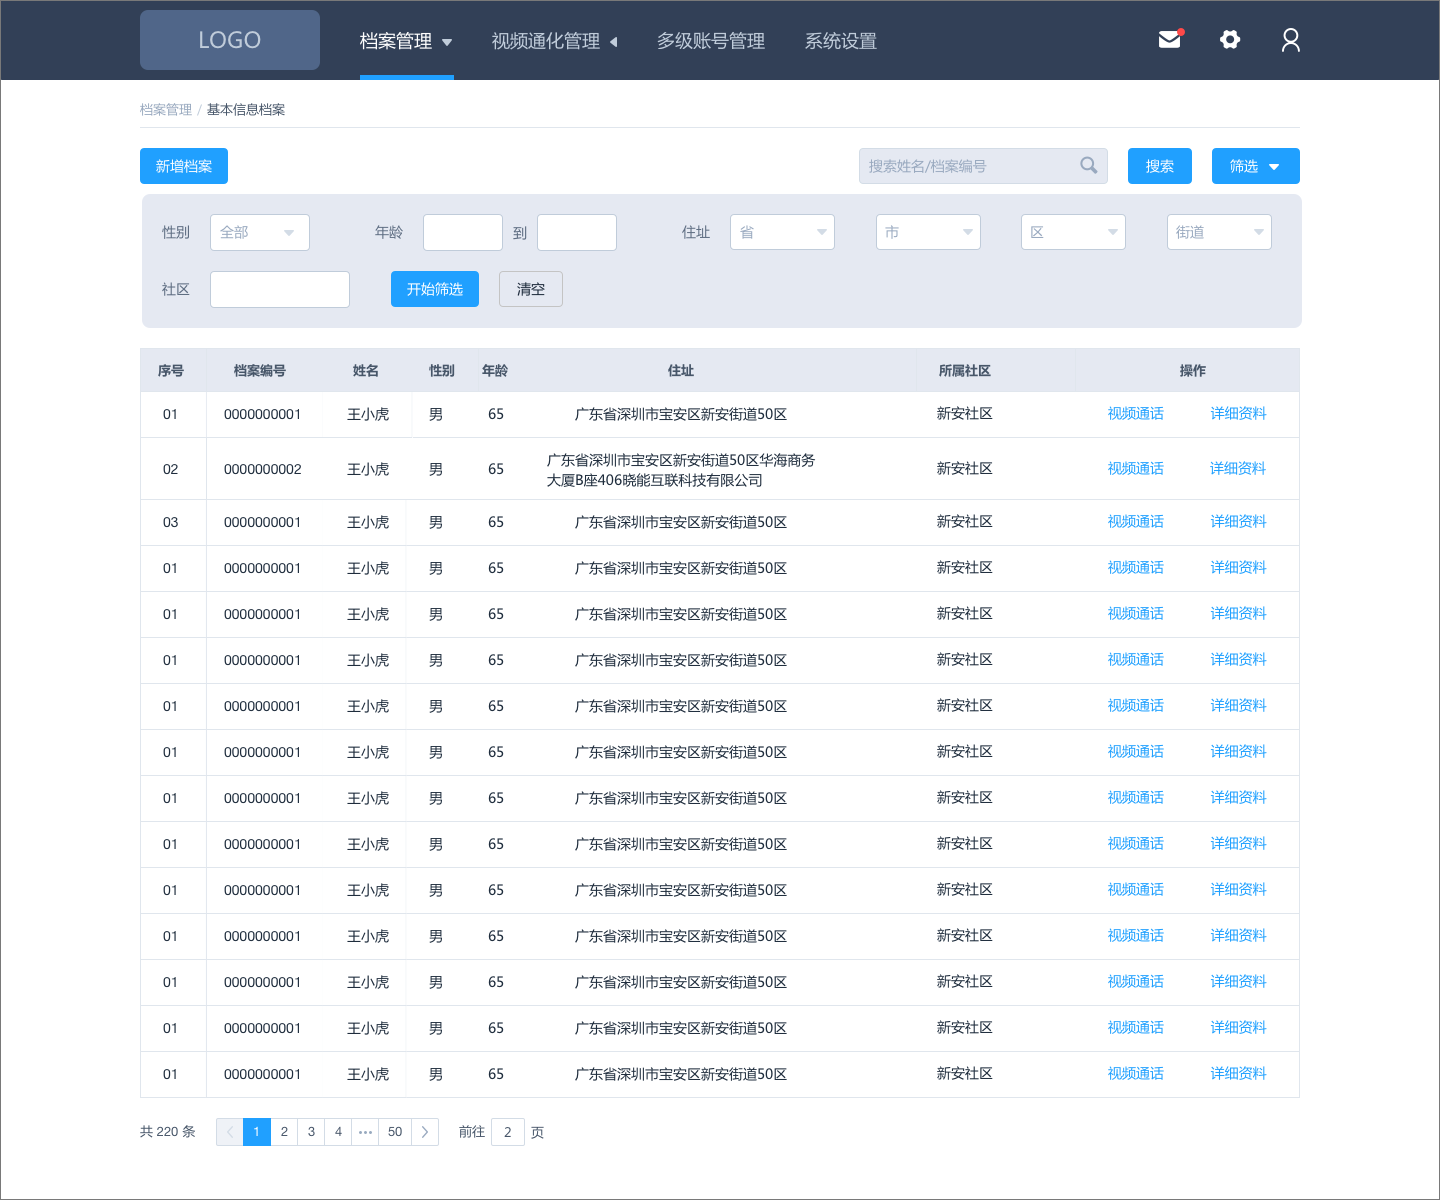 LOGO 档案管理 视频通化管理 多级账号管理 系统设置
档案管理 / 基本信息档案
新增档案 搜索姓名/档案编号 搜索 筛选
性别 全部 年龄 到 住址 省 市 区 街道
社区 开始筛选 清空
序号 档案编号 姓名 性别 年龄 住址 所属社区 操作
01 0000000001 王小虎 男 65 广东省深圳市宝安区新安街道50区 新安社区 视频通话 详细资料
02 0000000002 王小虎 男 65 广东省深圳市宝安区新安街道50区华海商务 新安社区 视频通话 详细资料
大厦B座406晓能互联科技有限公司
03 0000000001 王小虎 男 65 广东省深圳市宝安区新安街道50区 新安社区 视频通话 详细资料
01 0000000001 王小虎 男 65 广东省深圳市宝安区新安街道50区 新安社区 视频通话 详细资料
01 0000000001 王小虎 男 65 广东省深圳市宝安区新安街道50区 新安社区 视频通话 详细资料
01 0000000001 王小虎 男 65 广东省深圳市宝安区新安街道50区 新安社区 视频通话 详细资料
01 0000000001 王小虎 男 65 广东省深圳市宝安区新安街道50区 新安社区 视频通话 详细资料
01 0000000001 王小虎 男 65 广东省深圳市宝安区新安街道50区 新安社区 视频通话 详细资料
01 0000000001 王小虎 男 65 广东省深圳市宝安区新安街道50区 新安社区 视频通话 详细资料
01 0000000001 王小虎 男 65 广东省深圳市宝安区新安街道50区 新安社区 视频通话 详细资料
01 0000000001 王小虎 男 65 广东省深圳市宝安区新安街道50区 新安社区 视频通话 详细资料
01 0000000001 王小虎 男 65 广东省深圳市宝安区新安街道50区 新安社区 视频通话 详细资料
01 0000000001 王小虎 男 65 广东省深圳市宝安区新安街道50区 新安社区 视频通话 详细资料
01 0000000001 王小虎 男 65 广东省深圳市宝安区新安街道50区 新安社区 视频通话 详细资料
01 0000000001 王小虎 男 65 广东省深圳市宝安区新安街道50区 新安社区 视频通话 详细资料
共 220 条 1 2 3 4 ··· 50 前往 2 页